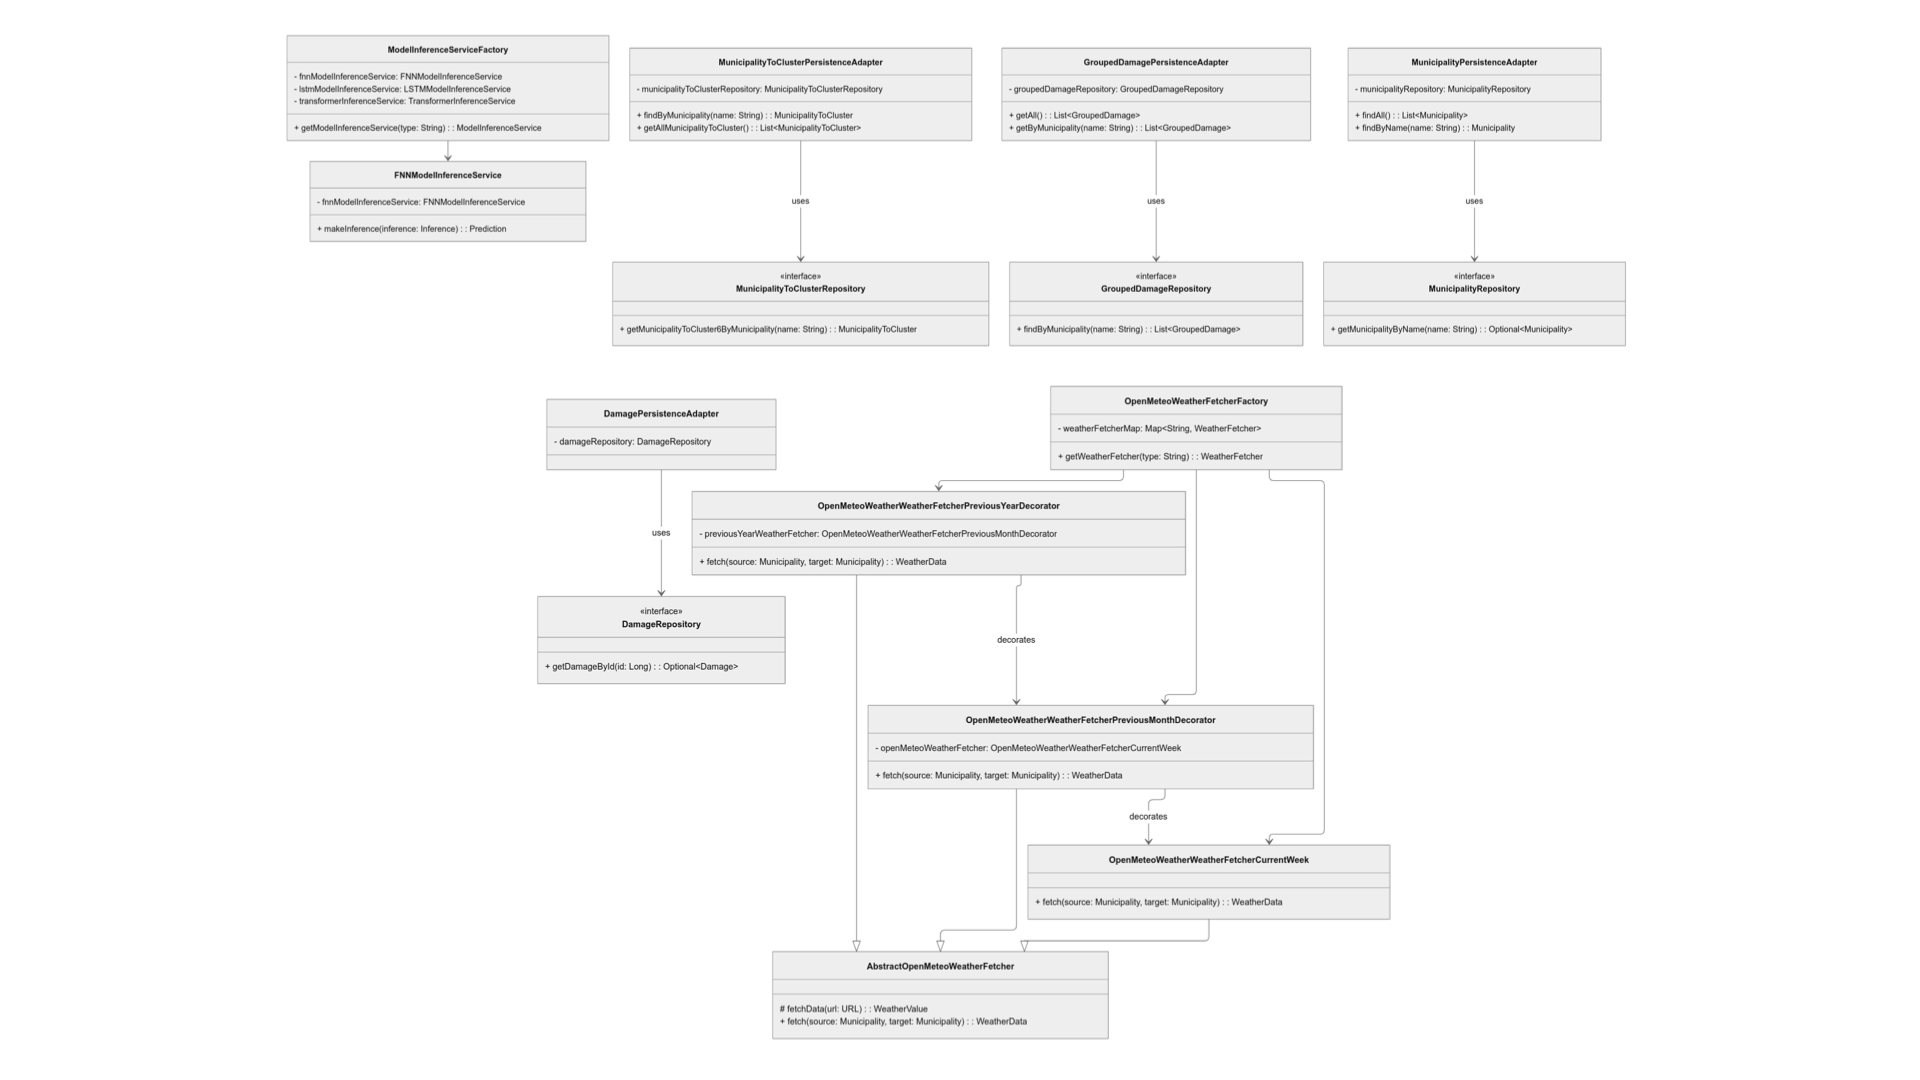 ModelInferenceServiceFactory
- fnnModelInferenceService: FNNModelInferenceService
- lstmModelInferenceService: LSTMModelInferenceService
- transformerInferenceService: TransformerInferenceService
+ getModelInferenceService(type: String) : : ModelInferenceService
FNNModelInferenceService
- fnnModelInferenceService: FNNModelInferenceService
+ makeInference(inference: Inference) : : Prediction
MunicipalityToClusterPersistenceAdapter
- municipalityToClusterRepository: MunicipalityToClusterRepository
+ findByMunicipality(name: String) : : MunicipalityToCluster
+ getAllMunicipalityToCluster() : : List<MunicipalityToCluster>
uses
«interface»
MunicipalityToClusterRepository
+ getMunicipalityToCluster6ByMunicipality(name: String) : : MunicipalityToCluster
GroupedDamagePersistenceAdapter
- groupedDamageRepository: GroupedDamageRepository
+ getAll() : : List<GroupedDamage>
+ getByMunicipality(name: String) : : List<GroupedDamage>
uses
«interface»
GroupedDamageRepository
+ findByMunicipality(name: String) : : List<GroupedDamage>
MunicipalityPersistenceAdapter
- municipalityRepository: MunicipalityRepository
+ findAll() : : List<Municipality>
+ findByName(name: String) : : Municipality
uses
«interface»
MunicipalityRepository
+ getMunicipalityByName(name: String) : : Optional<Municipality>
DamagePersistenceAdapter
- damageRepository: DamageRepository
uses
«interface»
DamageRepository
+ getDamageById(id: Long) : : Optional<Damage>
OpenMeteoWeatherFetcherFactory
- weatherFetcherMap: Map<String, WeatherFetcher>
+ getWeatherFetcher(type: String) : : WeatherFetcher
OpenMeteoWeatherWeatherFetcherPreviousYearDecorator
- previousYearWeatherFetcher: OpenMeteoWeatherWeatherFetcherPreviousMonthDecorator
+ fetch(source: Municipality, target: Municipality) : : WeatherData
decorates
OpenMeteoWeatherWeatherFetcherPreviousMonthDecorator
- openMeteoWeatherFetcher: OpenMeteoWeatherWeatherFetcherCurrentWeek
+ fetch(source: Municipality, target: Municipality) : : WeatherData
decorates
OpenMeteoWeatherWeatherFetcherCurrentWeek
+ fetch(source: Municipality, target: Municipality) : : WeatherData
AbstractOpenMeteoWeatherFetcher
# fetchData(url: URL) : : WeatherValue
+ fetch(source: Municipality, target: Municipality) : : WeatherData